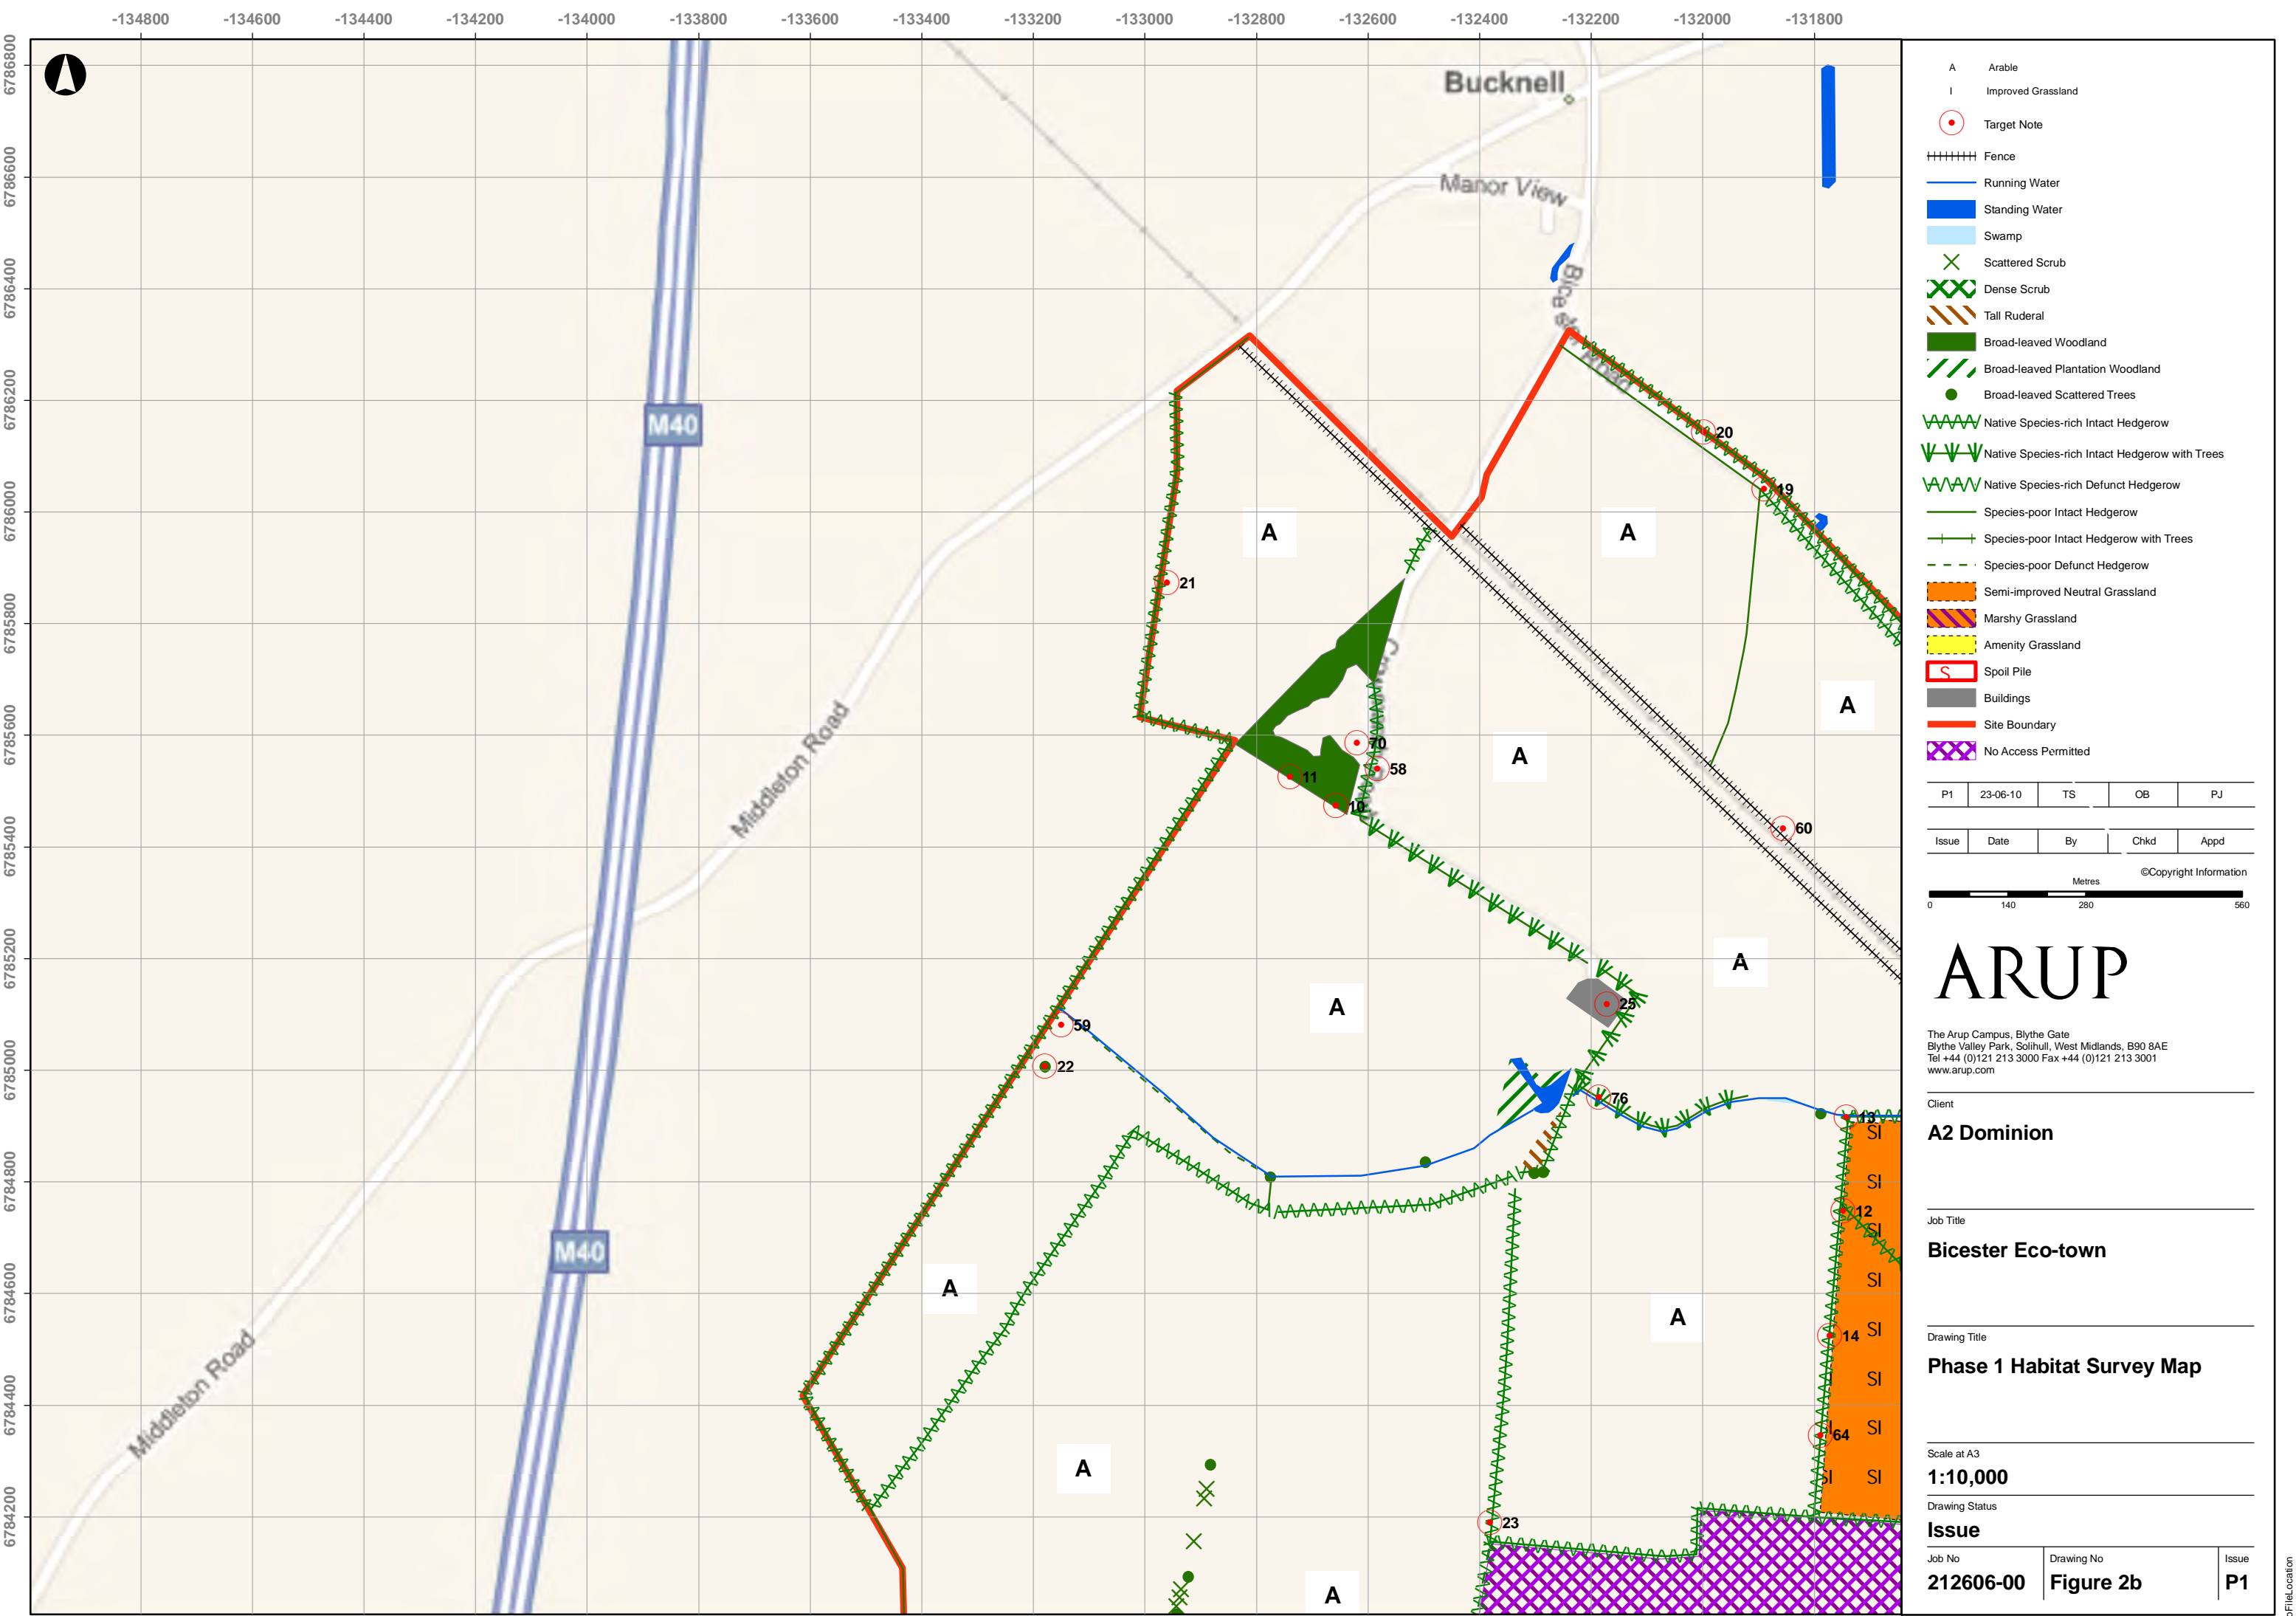 -134800 -134600 -134400 -134200 -134000 -133800 -133600 -133400 -133200 -133000 -132800 -132600 -132400 -132200 -132000 -131800
6786800
6786600
6786400
6786200
6786000
6785800
6785600
6785400
6785200
6785000
6784800
6784600
6784400
6784200
Bucknell
Manor View
Road
M40
20
19
A
A
21
A
70
58
11
A
10
Middleton Road
60
A
25
A
59
22
76
13
SI
SI
12
SI
M40
A
SI
A
14
SI
Middleton Road
SI
64
SI
A
SI
SI
23
A
A Arable
I Improved Grassland
Target Note
Fence
Running Water
Standing Water
Swamp
Scattered Scrub
Dense Scrub
Tall Ruderal
Broad-leaved Woodland
Broad-leaved Plantation Woodland
Broad-leaved Scattered Trees
Native Species-rich Intact Hedgerow
Native Species-rich Intact Hedgerow with Trees
Native Species-rich Defunct Hedgerow
Species-poor Intact Hedgerow
Species-poor Intact Hedgerow with Trees
Species-poor Defunct Hedgerow
Semi-improved Neutral Grassland
Marshy Grassland
Amenity Grassland
S Spoil Pile
Buildings
Site Boundary
No Access Permitted
P1 23-06-10 TS OB PJ
Issue Date By Chkd Appd
©Copyright Information
Metres
0 140 280 560
ARUP
The Arup Campus, Blythe Gate
Blythe Valley Park, Solihull, West Midlands, B90 8AE
Tel +44 (0)121 213 3000 Fax +44 (0)121 213 3001
www.arup.com
Client
A2 Dominion
Job Title
Bicester Eco-town
Drawing Title
Phase 1 Habitat Survey Map
Scale at A3
1:10,000
Drawing Status
Issue
Job No Drawing No Issue
212606-00 Figure 2b P1